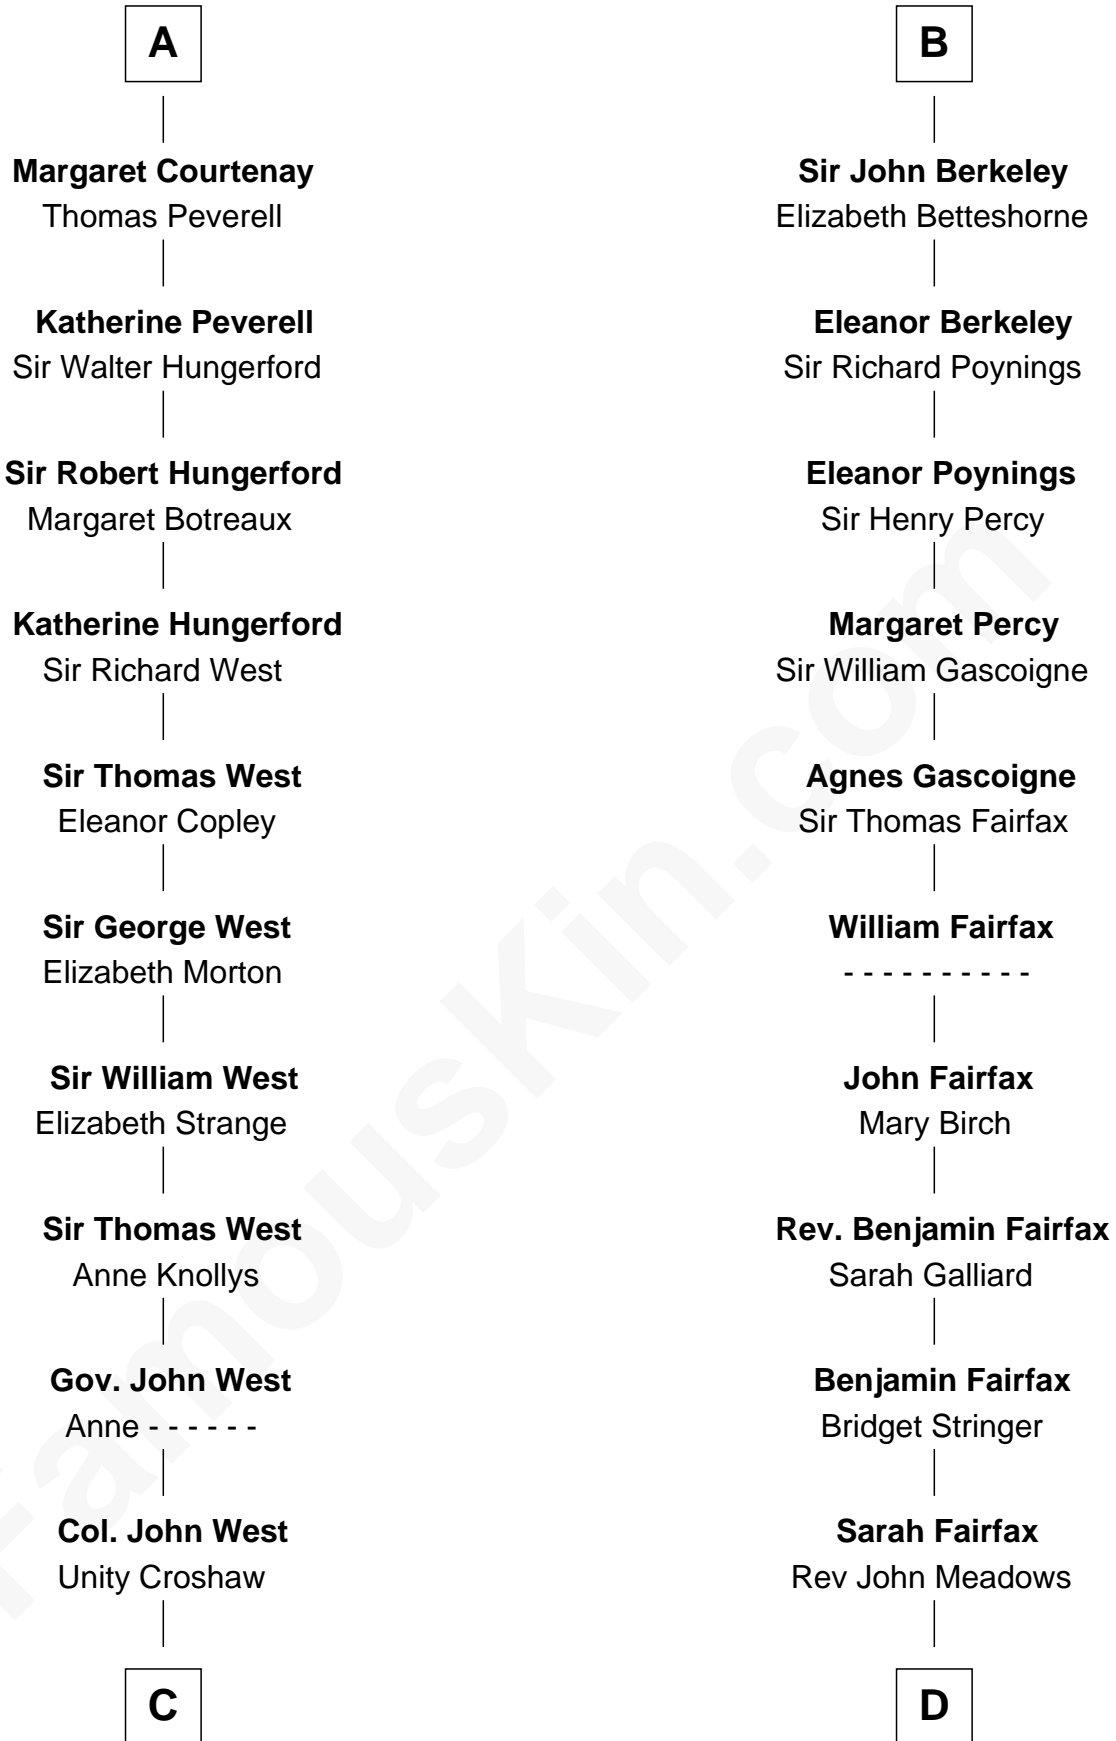 A
Margaret Courtenay
Thomas Peverell
Katherine Peverell
Sir Walter Hungerford
Sir Robert Hungerford
Margaret Botreaux
Katherine Hungerford
Sir Richard West
Sir Thomas West
Eleanor Copley
Sir George West
Elizabeth Morton
Sir William West
Elizabeth Strange
Sir Thomas West
Anne Knollys
Gov. John West
Anne - - - - - -
Col. John West
Unity Croshaw
C
B
Sir John Berkeley
Elizabeth Betteshorne
Eleanor Berkeley
Sir Richard Poynings
Eleanor Poynings
Sir Henry Percy
Margaret Percy
Sir William Gascoigne
Agnes Gascoigne
Sir Thomas Fairfax
William Fairfax
- - - - - - - - - -
John Fairfax
Mary Birch
Rev. Benjamin Fairfax
Sarah Galliard
Benjamin Fairfax
Bridget Stringer
Sarah Fairfax
Rev John Meadows
D
FamousKin.com